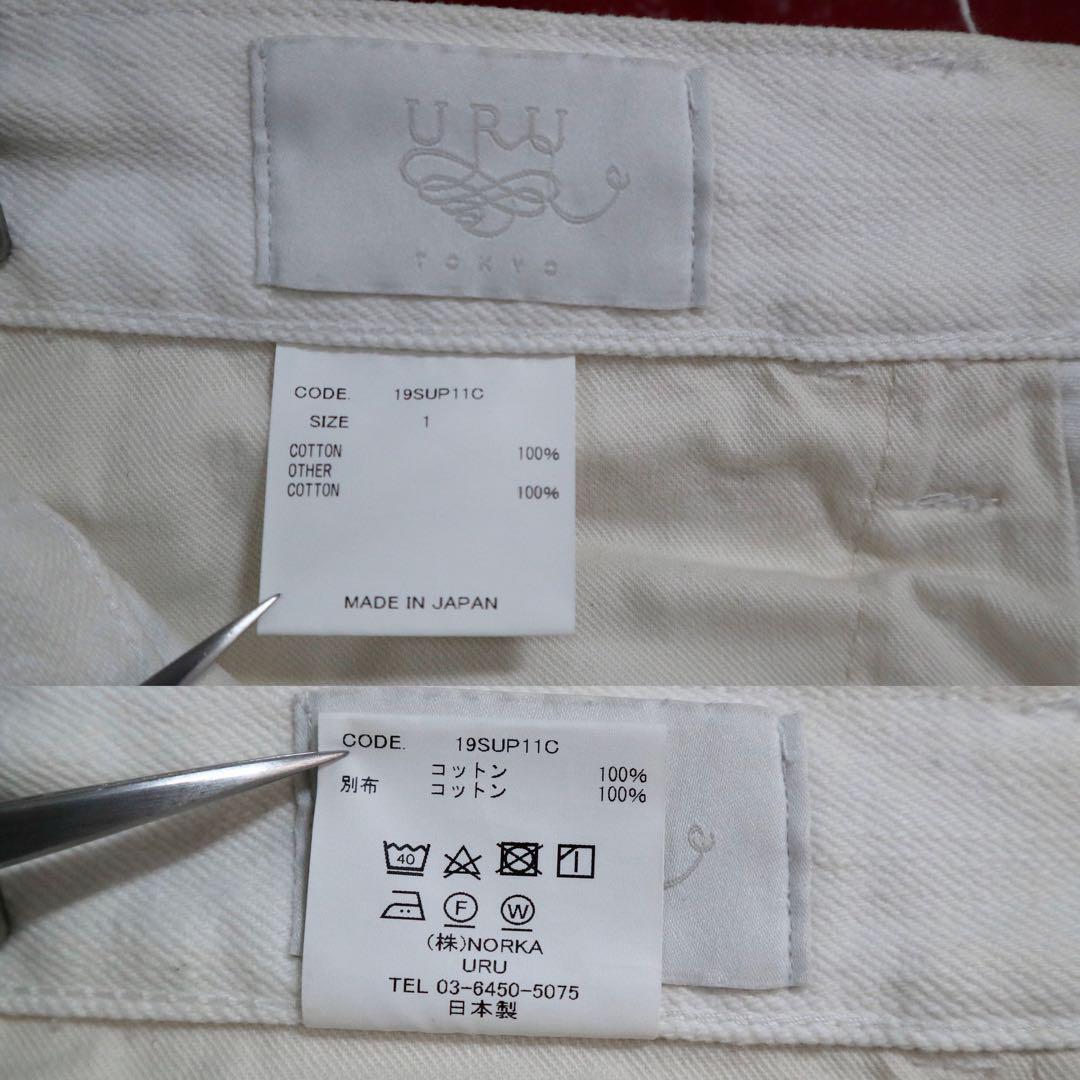 URU
e
TOKYO
CODE. 19SUP11C
SIZE 1
COTTON 100%
OTHER
COTTON 100%
MADE IN JAPAN
CODE. 19SUP11C
コットン 100%
別布 コットン 100%
40
F W
(株)NORKA
URU
TEL 03-6450-5075
日本製
e